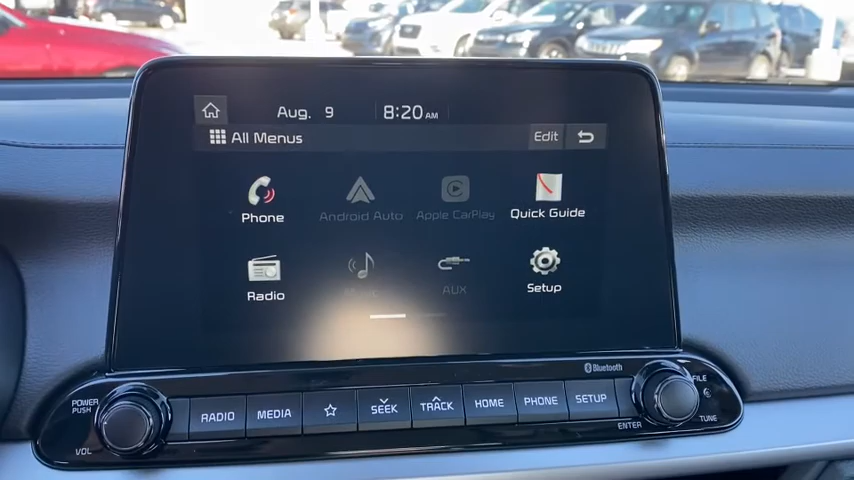 Aug. 9 8:20 AM
All Menus Edit
Phone Android Auto Apple CarPlay Quick Guide
Radio AUX Setup
Bluetooth
POWER PUSH
RADIO MEDIA SEEK TRACK HOME PHONE SETUP
FILE
VOL
ENTER
TUNE